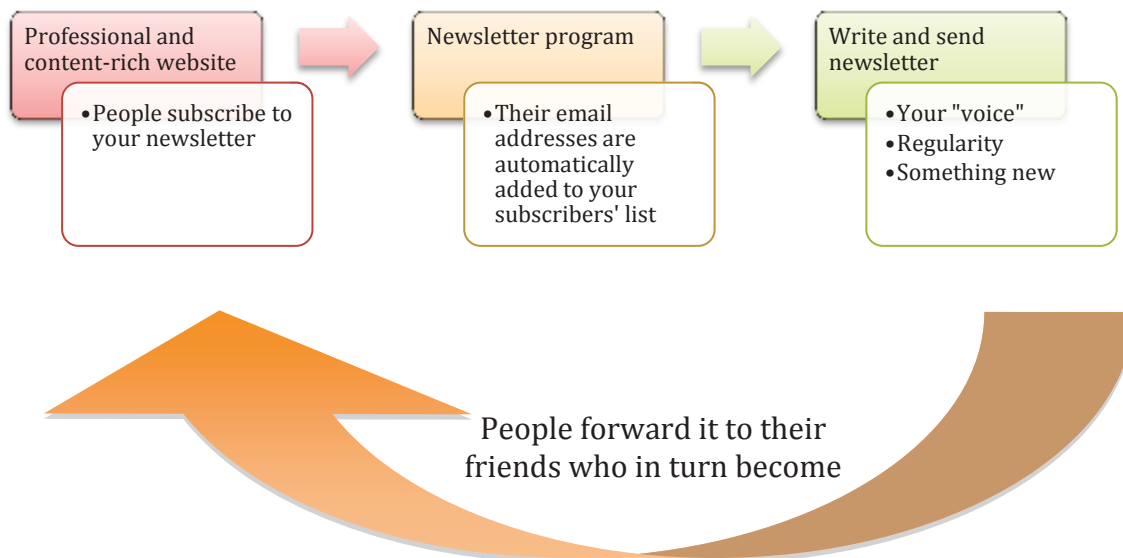 Professional and
content-rich website
•People subscribe to
your newsletter
Newsletter program
•Their email
addresses are
automatically
added to your
subscribers' list
Write and send
newsletter
•Your "voice"
•Regularity
•Something new
People forward it to their
friends who in turn become